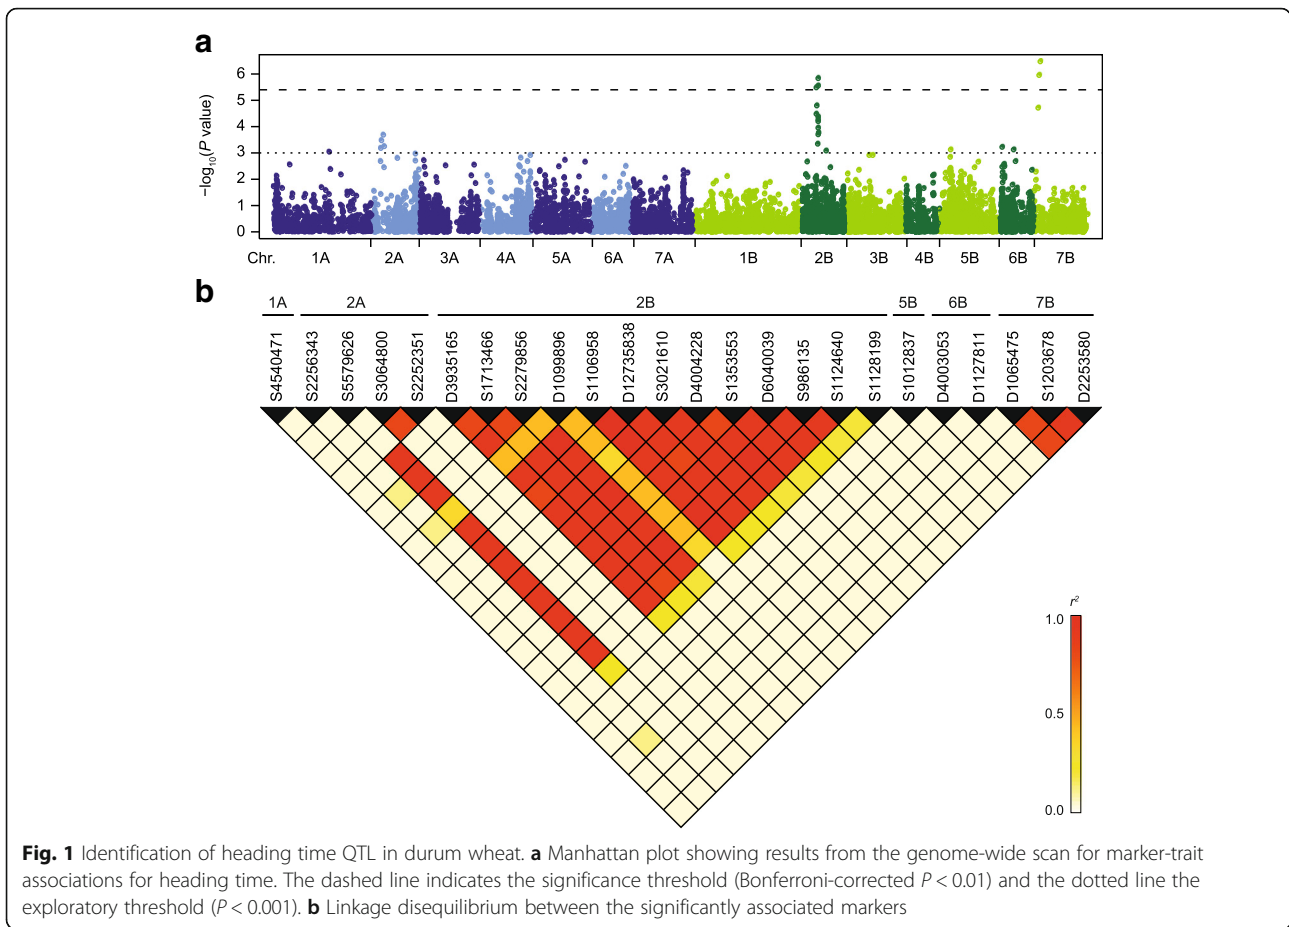 a
6
5
4
3
2
1
0
−log10(P value)
Chr. 1A 2A 3A 4A 5A 6A 7A 1B 2B 3B 4B 5B 6B 7B
b
1A 2A 2B 5B 6B 7B
S4540471
S2256343
S5579626
S3064800
S2252351
D3935165
S1713466
S2279856
D1099896
S1106958
D12735838
S3021610
D4004228
S1353553
D6040039
S986135
S1124640
S1128199
S1012837
D4003053
D1127811
D1065475
S1203678
D2253580
r2
1.0
0.5
0.0
Fig. 1 Identification of heading time QTL in durum wheat. a Manhattan plot showing results from the genome-wide scan for marker-trait
associations for heading time. The dashed line indicates the significance threshold (Bonferroni-corrected P < 0.01) and the dotted line the
exploratory threshold (P < 0.001). b Linkage disequilibrium between the significantly associated markers